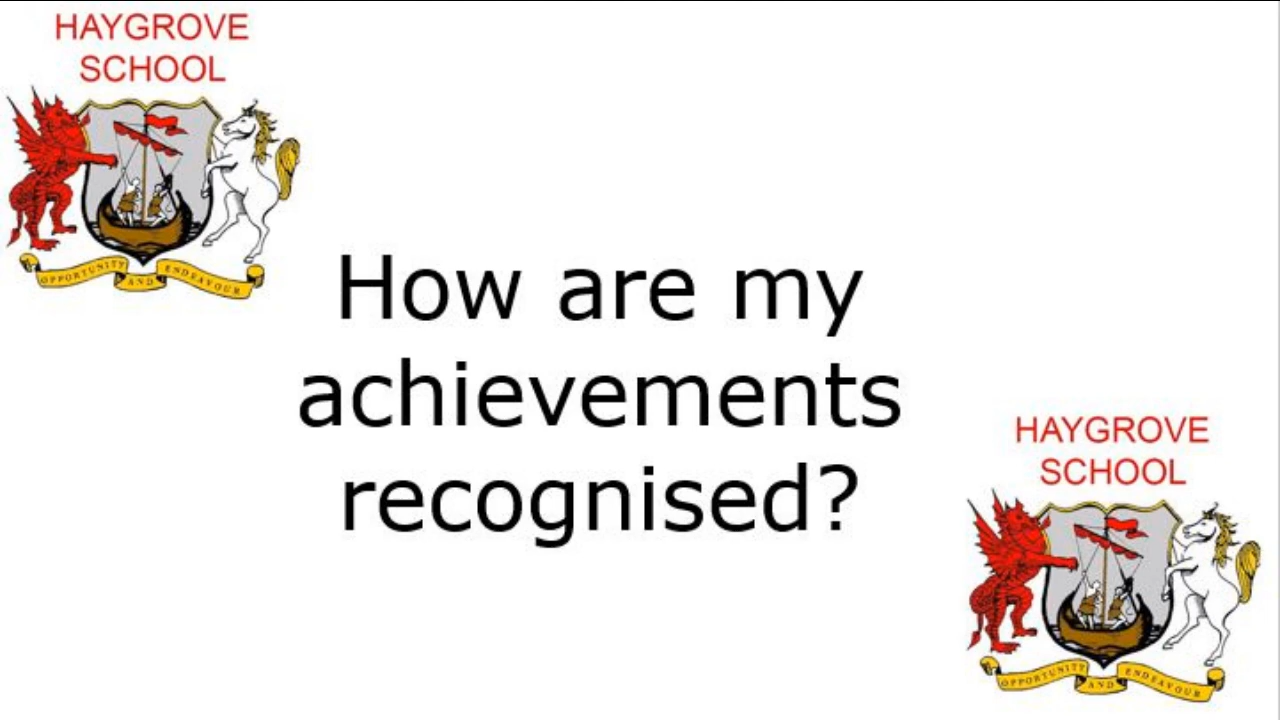 HAYGROVE
SCHOOL
OPPORTUNITY AND ENDEAVOUR
How are my
achievements
recognised?
HAYGROVE
SCHOOL
OPPORTUNITY AND ENDEAVOUR